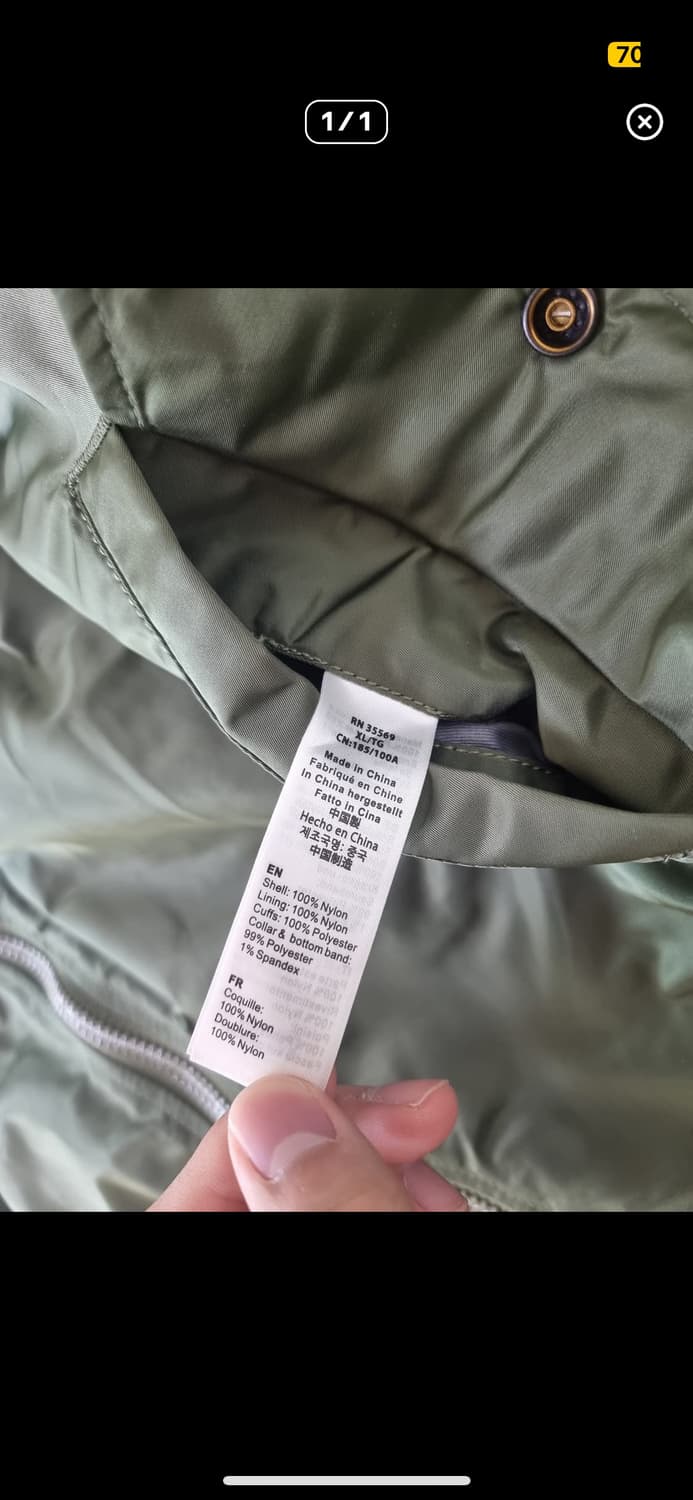 70
1/1
RN 35569
XL/TG
CN:185/100A
Made in China
Fabriqué en Chine
In China hergestellt
Fatto in Cina
中国製
Hecho en China
제조국명: 중국
中国制造
EN
Shell: 100% Nylon
Lining: 100% Nylon
Cuffs: 100% Polyester
Collar & bottom band:
99% Polyester
1% Spandex
FR
Coquille:
100% Nylon
Doublure:
100% Nylon